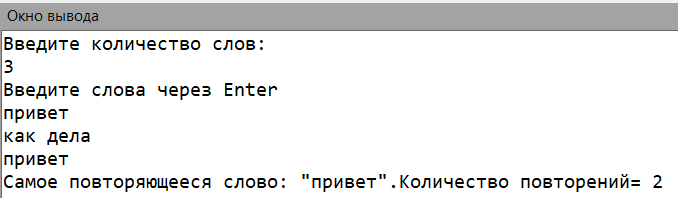 Окно вывода
Введите количество слов:
3
Введите слова через Enter
привет
как дела
привет
Самое повторяющееся слово: "привет".Количество повторений= 2